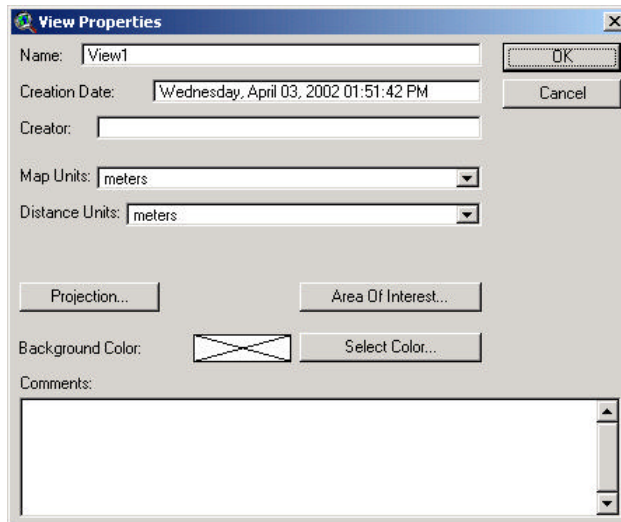 View Properties
Name: View1
OK
Creation Date: Wednesday, April 03, 2002 01:51:42 PM
Cancel
Creator:
Map Units: meters
Distance Units: meters
Projection...
Area Of Interest...
Background Color:
Select Color...
Comments: